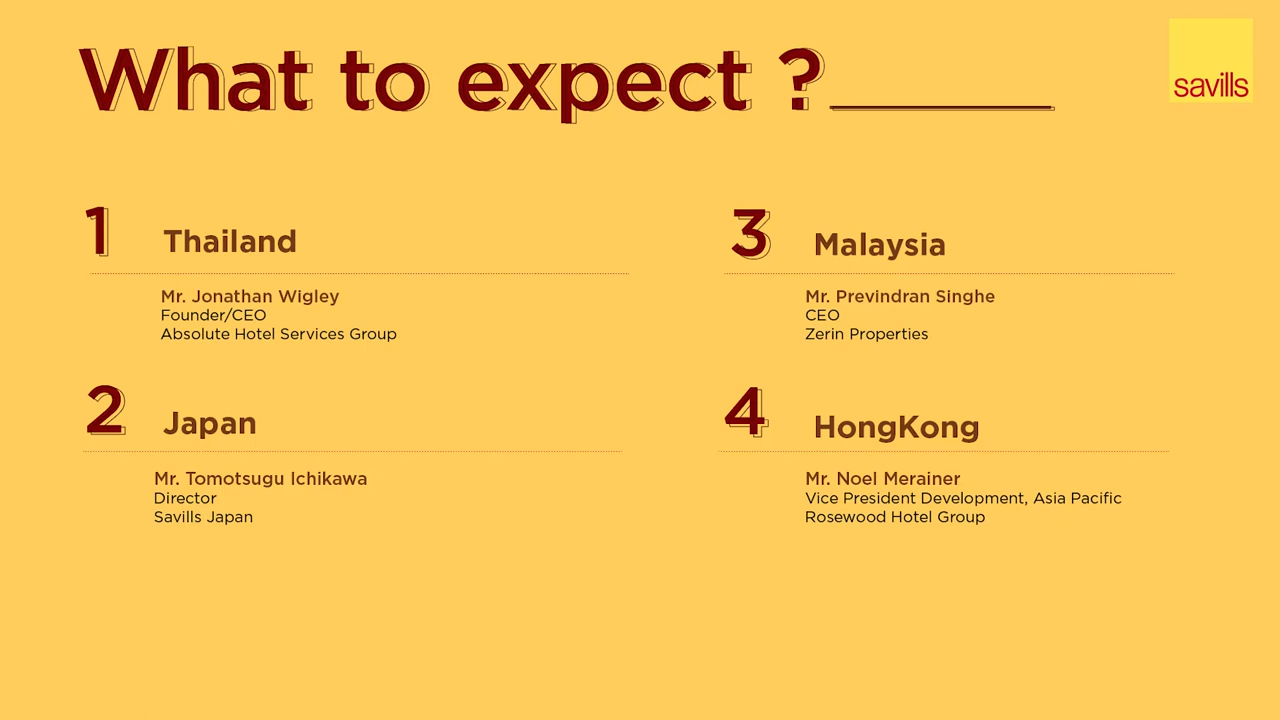 What to expect ?
savills
1 Thailand
Mr. Jonathan Wigley
Founder/CEO
Absolute Hotel Services Group
2 Japan
Mr. Tomotsugu Ichikawa
Director
Savills Japan
3 Malaysia
Mr. Previndran Singhe
CEO
Zerin Properties
4 HongKong
Mr. Noel Merainer
Vice President Development, Asia Pacific
Rosewood Hotel Group